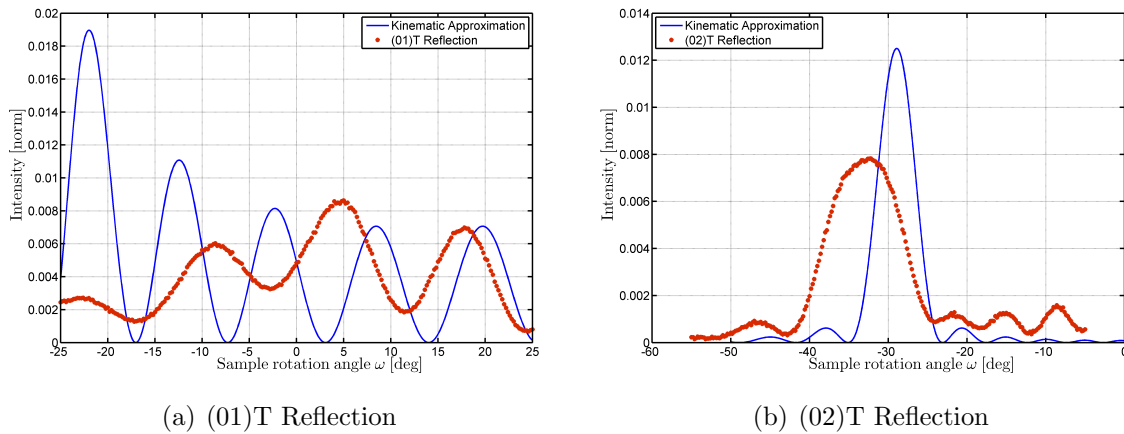 0.02
0.018
0.016
0.014
0.012
0.01
0.008
0.006
0.004
0.002
0
Intensity [norm]
Kinematic Approximation
(01)T Reflection
-25 -20 -15 -10 -5 0 5 10 15 20 25
Sample rotation angle ω [deg]
(a) (01)T Reflection
0.014
0.012
0.01
0.008
0.006
0.004
0.002
0
Intensity [norm]
Kinematic Approximation
(02)T Reflection
-60 -50 -40 -30 -20 -10 0
Sample rotation angle ω [deg]
(b) (02)T Reflection